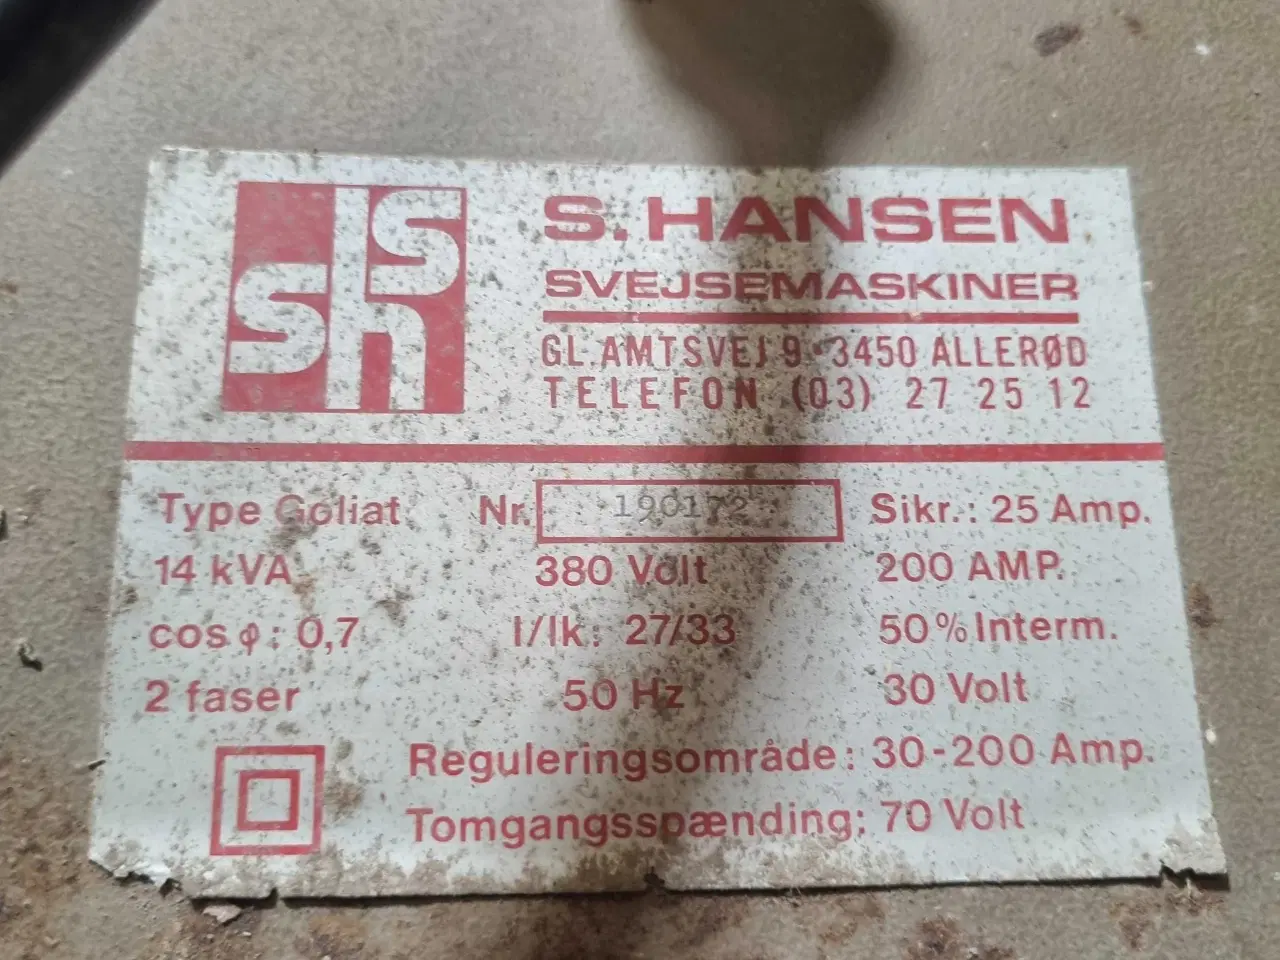 S. HANSEN
SVEJSEMASKINER
GL. AMTSVEJ 9 · 3450 ALLERØD
TELEFON (03) 27 25 12
Type Goliat Nr. 190172 Sikr.: 25 Amp.
14 kVA 380 Volt 200 AMP.
cos φ: 0,7 I/Ik: 27/33 50% Interm.
2 faser 50 Hz 30 Volt
Reguleringsområde: 30-200 Amp.
Tomgangsspænding: 70 Volt